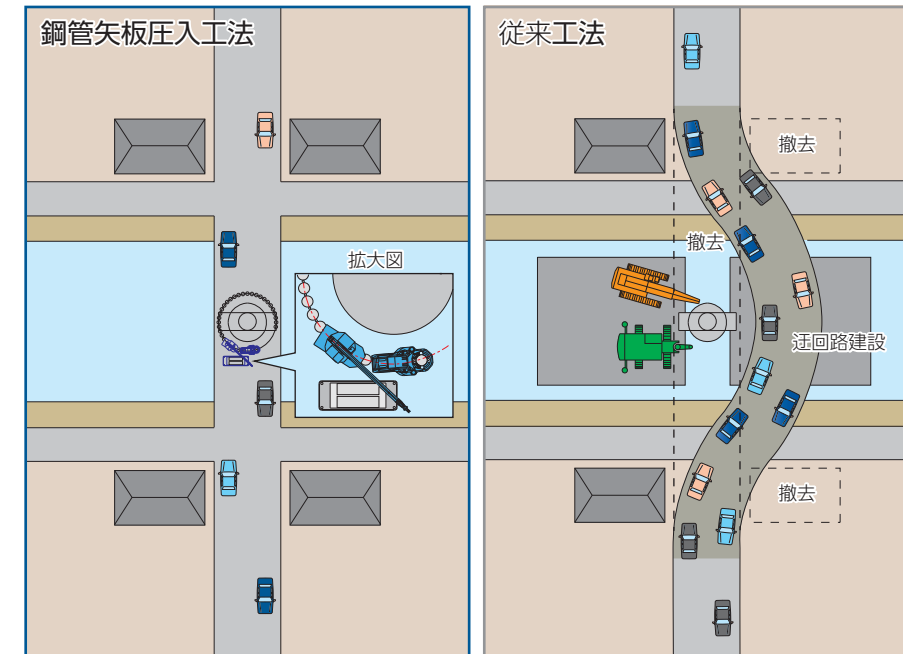 鋼管矢板圧入工法
拡大図
従来工法
撤去
撤去
迂回路建設
撤去